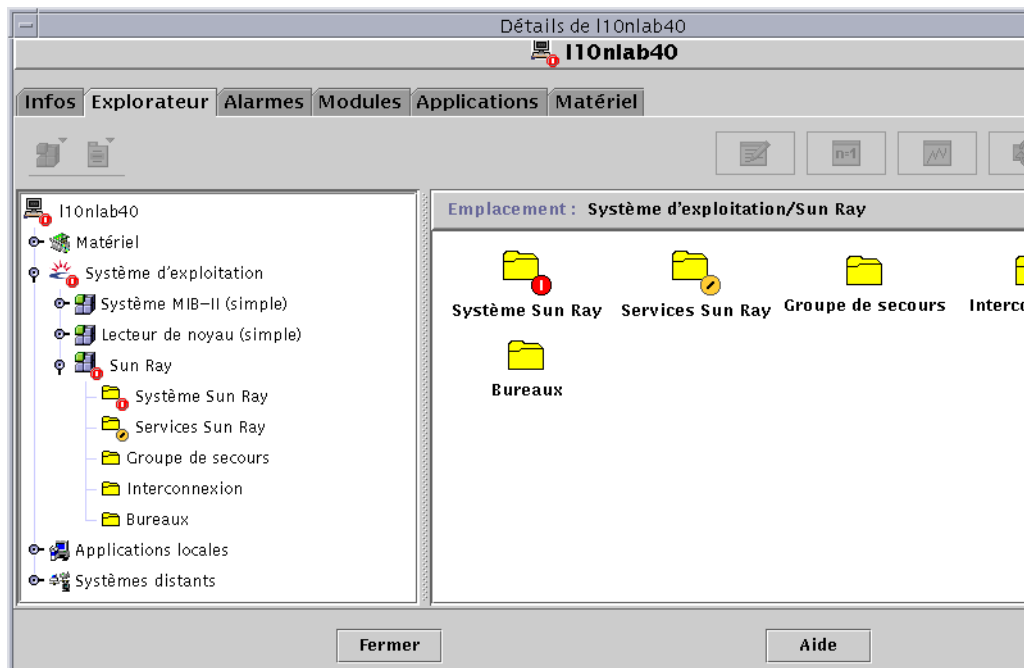 Détails de l10nlab40
l10nlab40
Infos Explorateur Alarmes Modules Applications Matériel
n=1
l10nlab40
Matériel
Système d'exploitation
Système MIB-II (simple)
Lecteur de noyau (simple)
Sun Ray
Système Sun Ray
Services Sun Ray
Groupe de secours
Interconnexion
Bureaux
Applications locales
Systèmes distants
Emplacement : Système d'exploitation/Sun Ray
Système Sun Ray Services Sun Ray Groupe de secours Interco
Bureaux
Fermer Aide